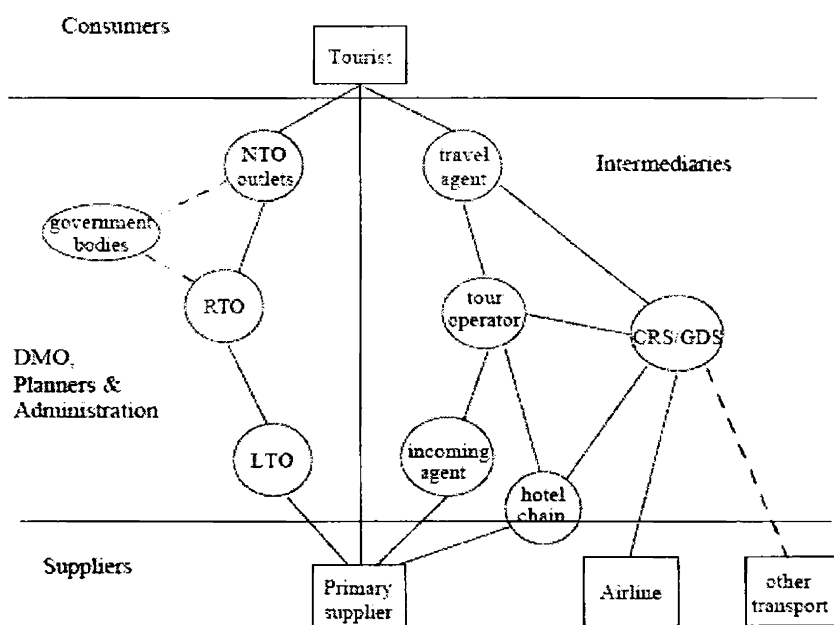 Consumers
Tourist
NTO
outlets
travel
agent
Intermediaries
government
bodies
RTO
tour
operator
CRS/GDS
DMO,
Planners &
Administration
LTO
incoming
agent
hotel
chain
Suppliers
Primary
supplier
Airline
other
transport